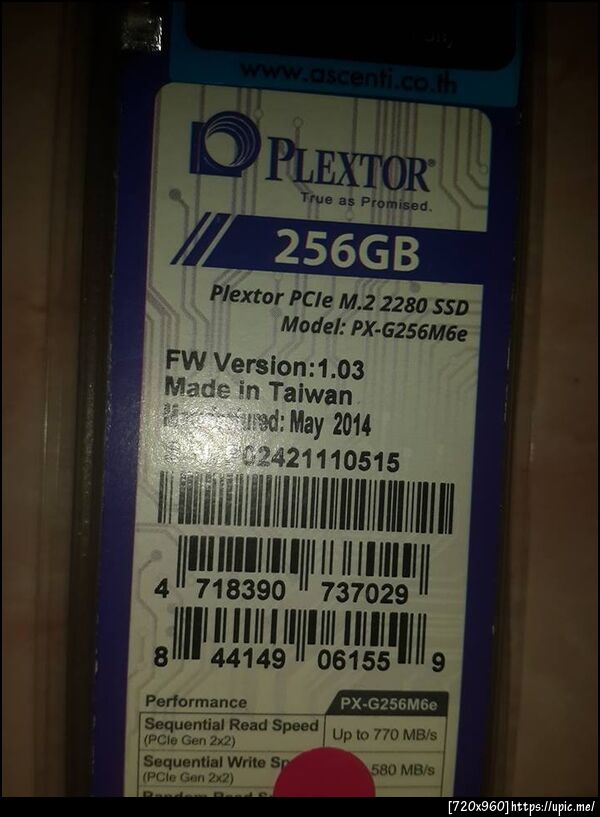 www.ascenti.co.th
PLEXTOR®
True as Promised.
256GB
Plextor PCIe M.2 2280 SSD
Model: PX-G256M6e
FW Version:1.03
Made in Taiwan
May 2014
02421110515
4 718390 737029
8 44149 06155 9
Performance PX-G256M6e
Sequential Read Speed
(PCIe Gen 2x2)
Up to 770 MB/s
Sequential Write
(PCIe Gen 2x2)
580 MB/s
[720x960]https://upic.me/